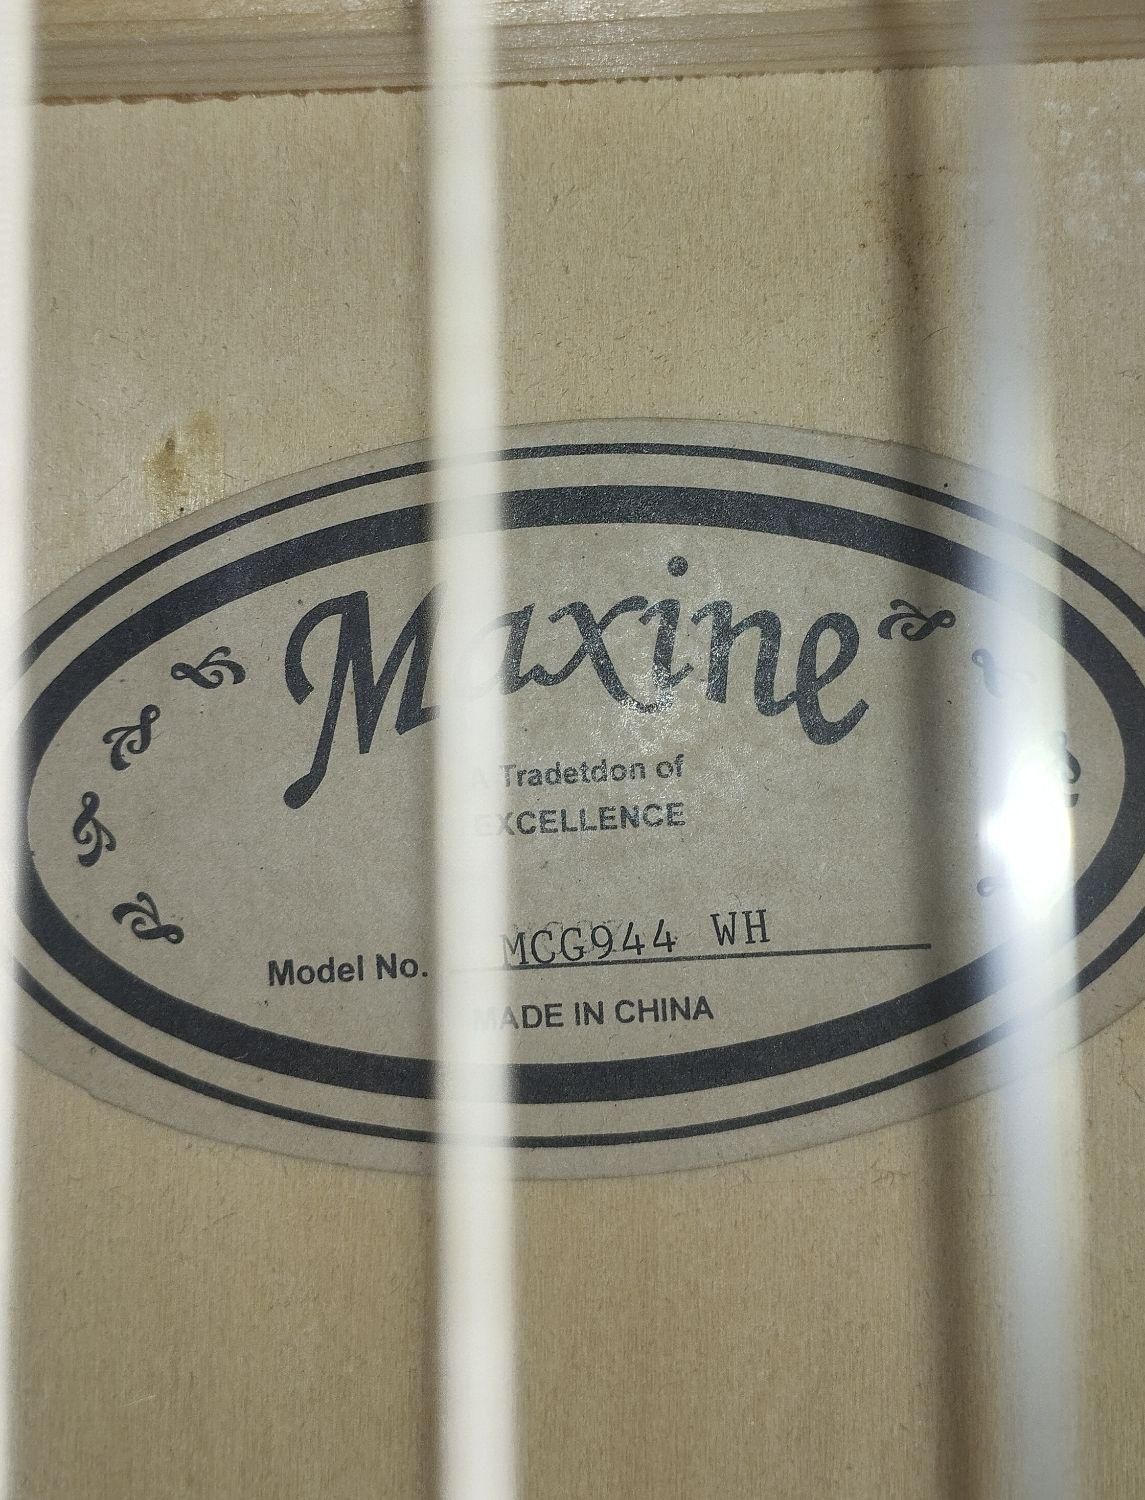 Maxine
A Tradetdon of
EXCELLENCE
Model No. MCG944 WH
MADE IN CHINA